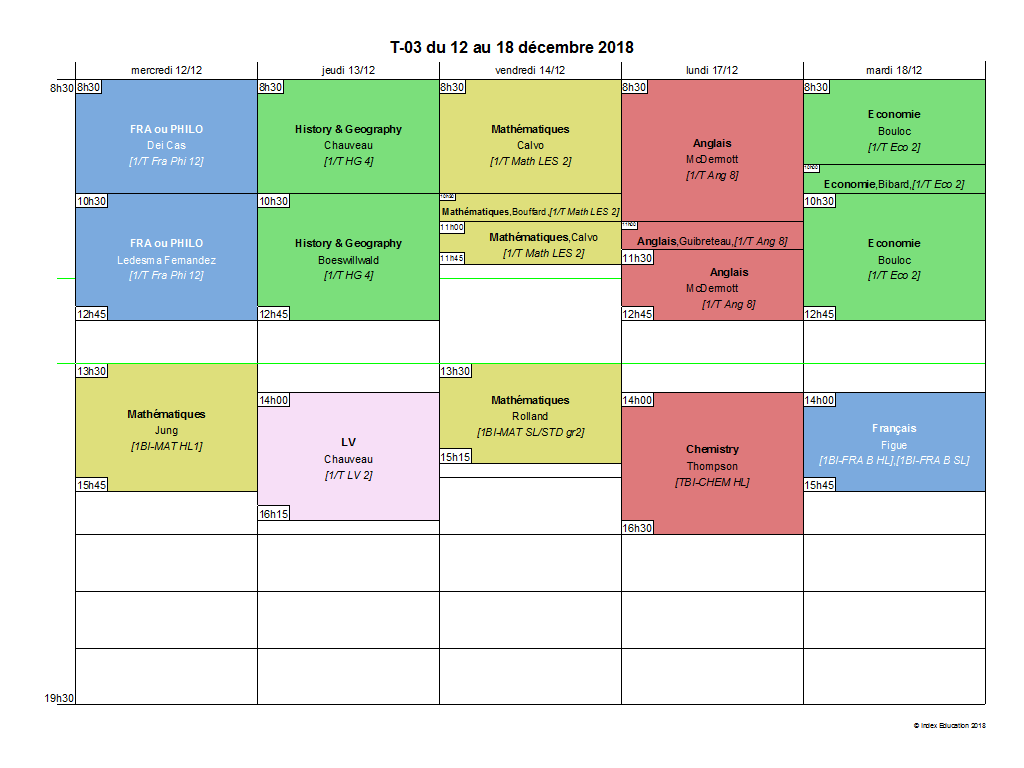 T-03 du 12 au 18 décembre 2018
mercredi 12/12
jeudi 13/12
vendredi 14/12
lundi 17/12
mardi 18/12
8h30
8h30
FRA ou PHILO
Dei Cas
[1/T Fra Phi 12]
10h30
FRA ou PHILO
Ledesma Fernandez
[1/T Fra Phi 12]
12h45
13h30
Mathématiques
Jung
[1BI-MAT HL1]
15h45
8h30
History & Geography
Chauveau
[1/T HG 4]
10h30
History & Geography
Boeswillwald
[1/T HG 4]
12h45
14h00
LV
Chauveau
[1/T LV 2]
16h15
8h30
Mathématiques
Calvo
[1/T Math LES 2]
10h30
Mathématiques,Bouffard,[1/T Math LES 2]
11h00
Mathématiques,Calvo
[1/T Math LES 2]
11h45
13h30
Mathématiques
Rolland
[1BI-MAT SL/STD gr2]
15h15
8h30
Anglais
McDermott
[1/T Ang 8]
11h00
Anglais,Guibreteau,[1/T Ang 8]
11h30
Anglais
McDermott
[1/T Ang 8]
12h45
14h00
Chemistry
Thompson
[TBI-CHEM HL]
16h30
8h30
Economie
Bouloc
[1/T Eco 2]
10h00
Economie,Bibard,[1/T Eco 2]
10h30
Economie
Bouloc
[1/T Eco 2]
12h45
14h00
Français
Figue
[1BI-FRA B HL],[1BI-FRA B SL]
15h45
19h30
© Index Education 2018